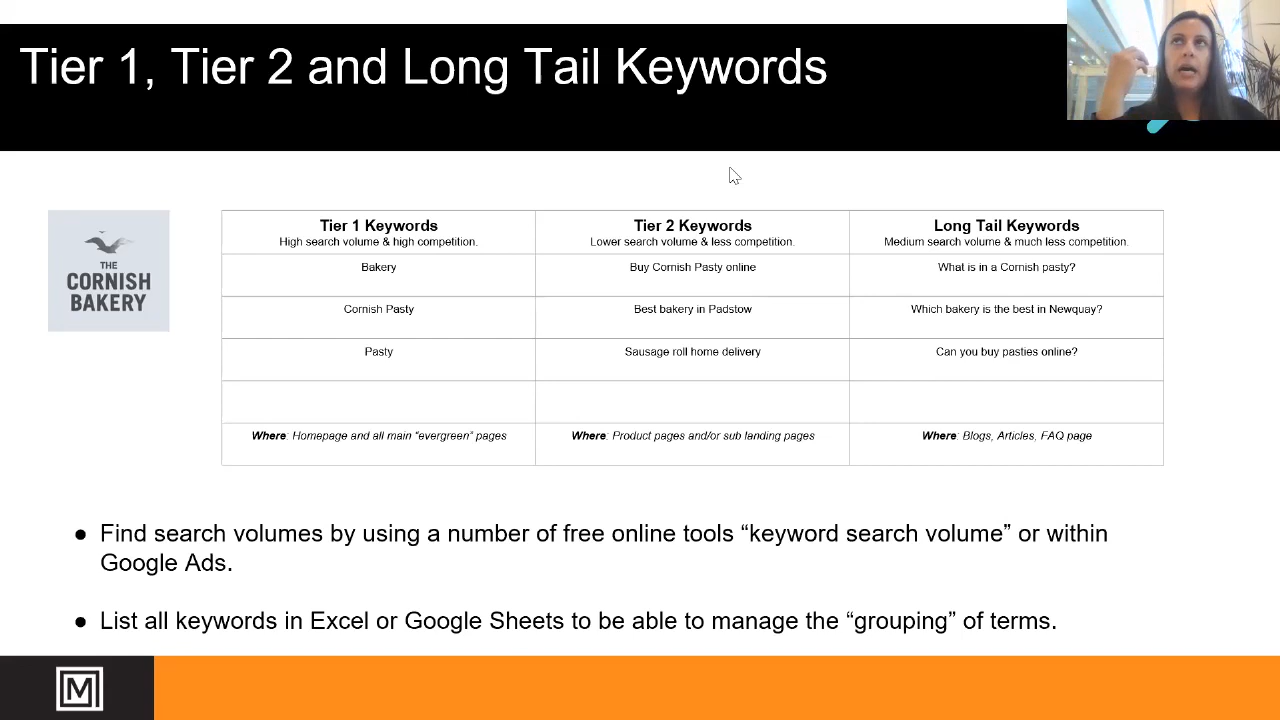 Tier 1, Tier 2 and Long Tail Keywords
THE
CORNISH
BAKERY
Tier 1 Keywords
High search volume & high competition.
Tier 2 Keywords
Lower search volume & less competition.
Long Tail Keywords
Medium search volume & much less competition.
Bakery
Buy Cornish Pasty online
What is in a Cornish pasty?
Cornish Pasty
Best bakery in Padstow
Which bakery is the best in Newquay?
Pasty
Sausage roll home delivery
Can you buy pasties online?
Where: Homepage and all main “evergreen” pages
Where: Product pages and/or sub landing pages
Where: Blogs, Articles, FAQ page
● Find search volumes by using a number of free online tools “keyword search volume” or within
Google Ads.
● List all keywords in Excel or Google Sheets to be able to manage the “grouping” of terms.
M